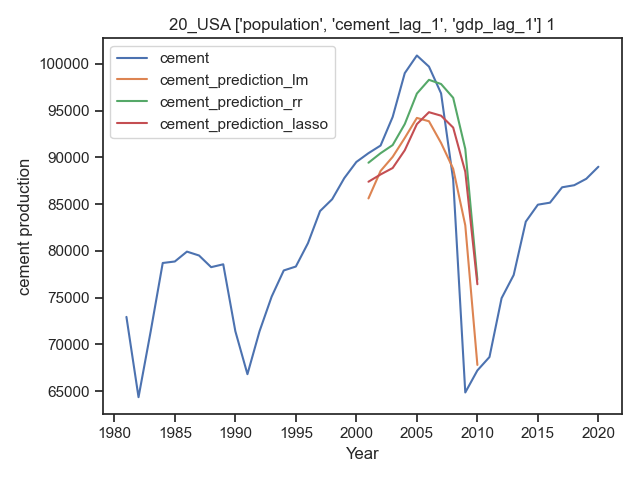 20_USA ['population', 'cement_lag_1', 'gdp_lag_1'] 1
cement
cement_prediction_lm
cement_prediction_rr
cement_prediction_lasso
cement production
100000
95000
90000
85000
80000
75000
70000
65000
1980 1985 1990 1995 2000 2005 2010 2015 2020
Year